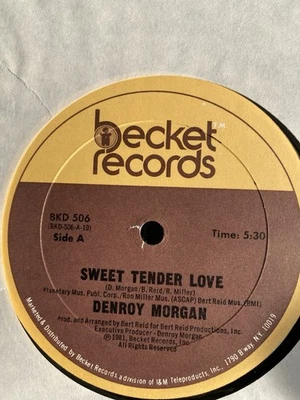 becket TM
records
BKD 506
(BKD-506-A-1B)
Side A
Time: 5:30
SWEET TENDER LOVE
(D. Morgan/B. Reid/R. Miller)
Planetary Mus. Publ. Corp./Ron Miller Mus. (ASCAP) Bert Reid Mus. (BMI)
DENROY MORGAN
Prod. and Arranged by Bert Reid for Bert Reid Productions, Inc.
Executive Producer - Denroy Morgan
© 1981, Becket Records, Inc.
All Rights Reserved
Marketed & Distributed by Becket Records a division of I&M Teleproducts, Inc., 1790 B'way, N.Y. 10019